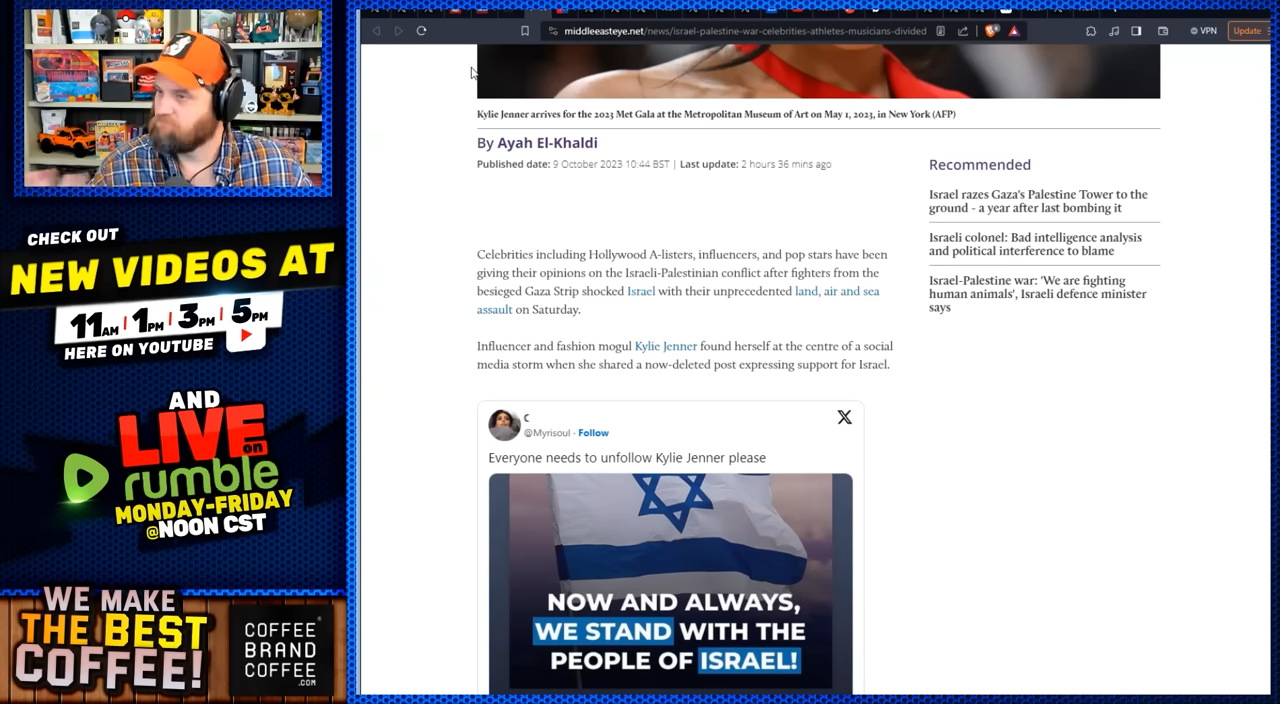 CHECK OUT
NEW VIDEOS AT
11AM | 1PM | 3PM | 5PM
HERE ON YOUTUBE
AND
LIVE on
rumble
MONDAY-FRIDAY
@NOON CST
WE MAKE
THE BEST
COFFEE!
COFFEE
BRAND
COFFEE
.COM
middleeasteye.net/news/israel-palestine-war-celebrities-athletes-musicians-divided
VPN
Update
Kylie Jenner arrives for the 2023 Met Gala at the Metropolitan Museum of Art on May 1, 2023, in New York (AFP)
By Ayah El-Khaldi
Published date: 9 October 2023 10:44 BST | Last update: 2 hours 36 mins ago
Celebrities including Hollywood A-listers, influencers, and pop stars have been
giving their opinions on the Israeli-Palestinian conflict after fighters from the
besieged Gaza Strip shocked Israel with their unprecedented land, air and sea
assault on Saturday.
Influencer and fashion mogul Kylie Jenner found herself at the centre of a social
media storm when she shared a now-deleted post expressing support for Israel.
@Myrisoul · Follow
Everyone needs to unfollow Kylie Jenner please
NOW AND ALWAYS,
WE STAND WITH THE
PEOPLE OF ISRAEL!
Recommended
Israel razes Gaza's Palestine Tower to the
ground - a year after last bombing it
Israeli colonel: Bad intelligence analysis
and political interference to blame
Israel-Palestine war: 'We are fighting
human animals', Israeli defence minister
says